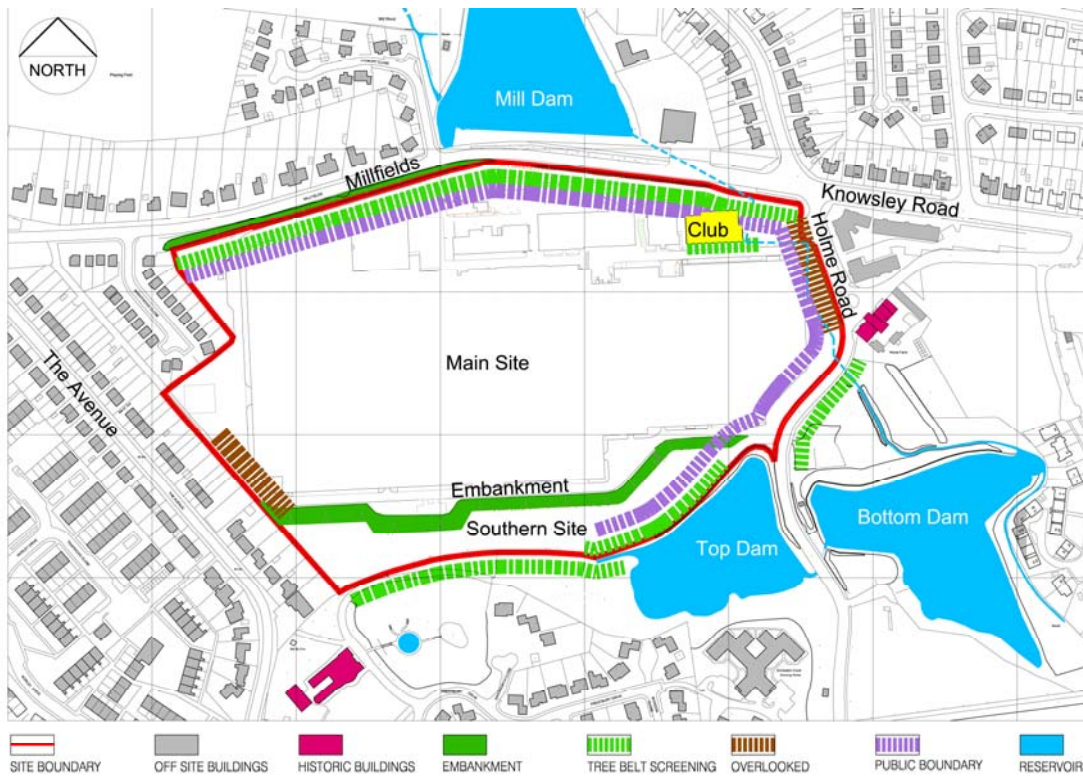 NORTH
Mill Dam
Millfields
Knowsley Road
Club
Holme Road
Main Site
The Avenue
Embankment
Southern Site
Top Dam
Bottom Dam
SITE BOUNDARY
OFF SITE BUILDINGS
HISTORIC BUILDINGS
EMBANKMENT
TREE BELT SCREENING
OVERLOOKED
PUBLIC BOUNDARY
RESERVOIR